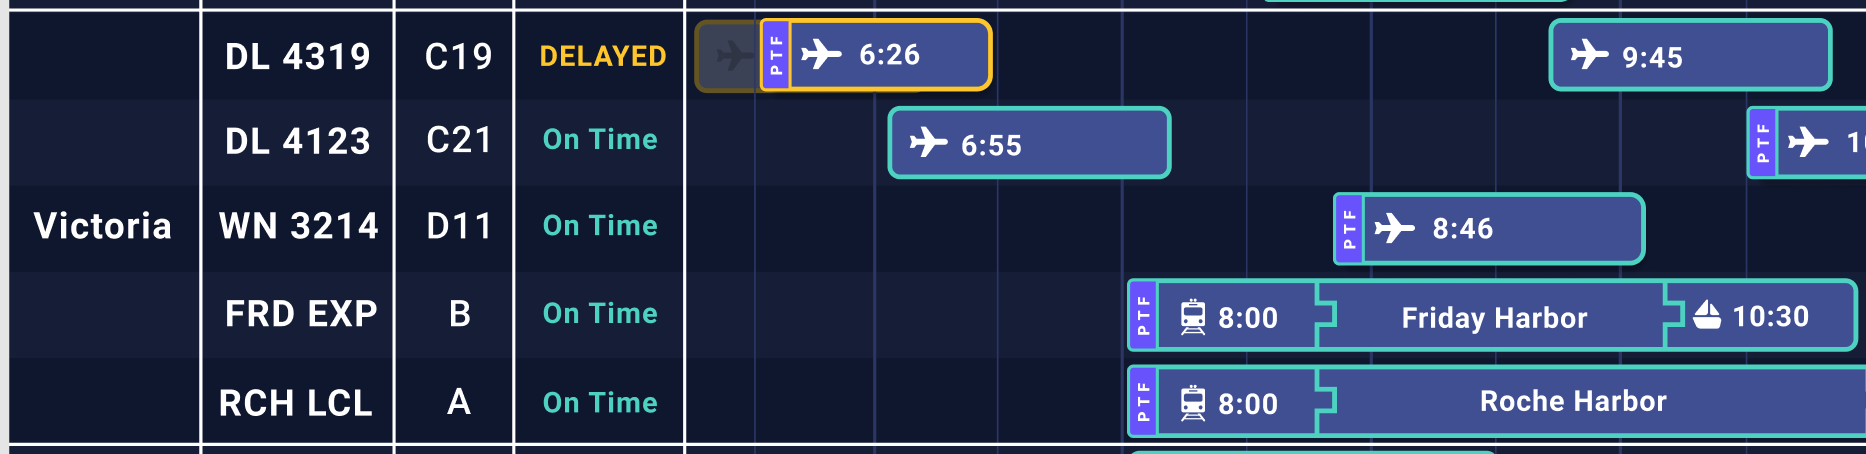 DL 4319 C19 DELAYED PTF 6:26 9:45
DL 4123 C21 On Time 6:55 PTF
Victoria WN 3214 D11 On Time PTF 8:46
FRD EXP B On Time PTF 8:00 Friday Harbor 10:30
RCH LCL A On Time PTF 8:00 Roche Harbor